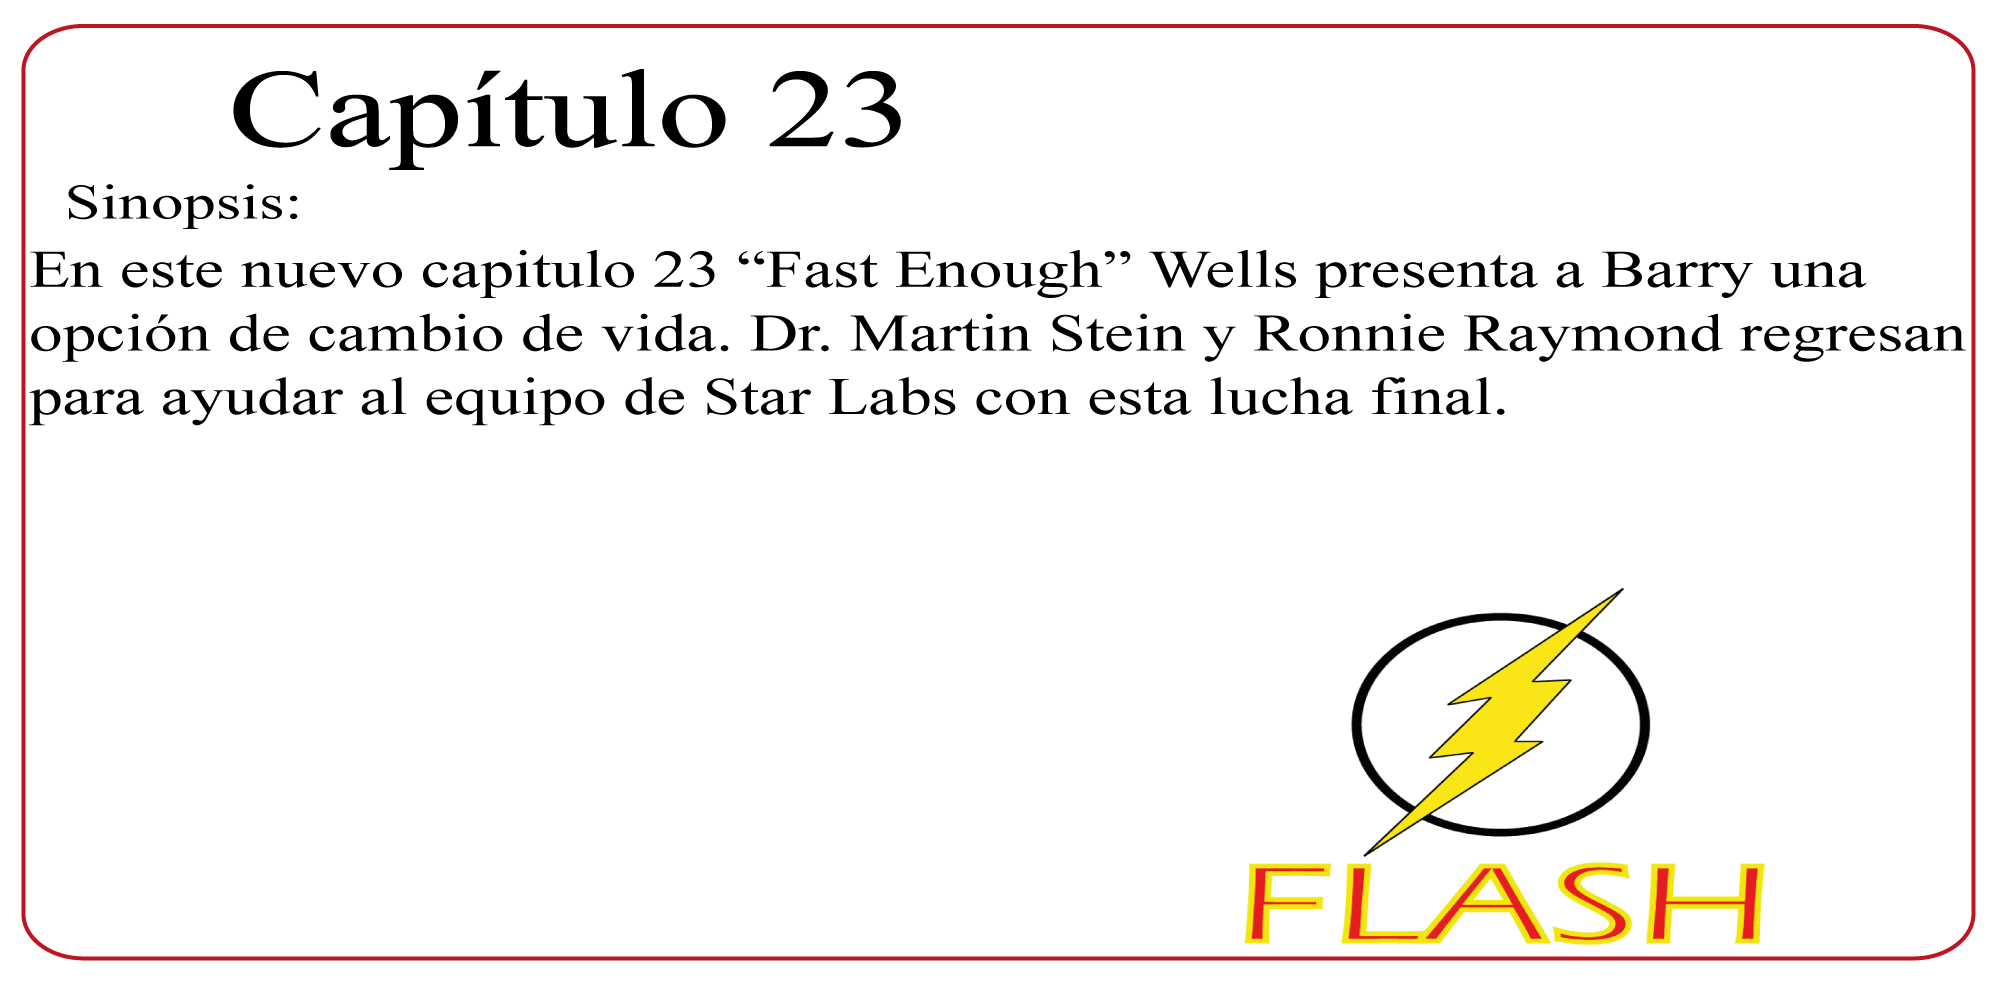 Capítulo 23
Sinopsis:
En este nuevo capitulo 23 “Fast Enough” Wells presenta a Barry una
opción de cambio de vida. Dr. Martin Stein y Ronnie Raymond regresan
para ayudar al equipo de Star Labs con esta lucha final.
FLASH